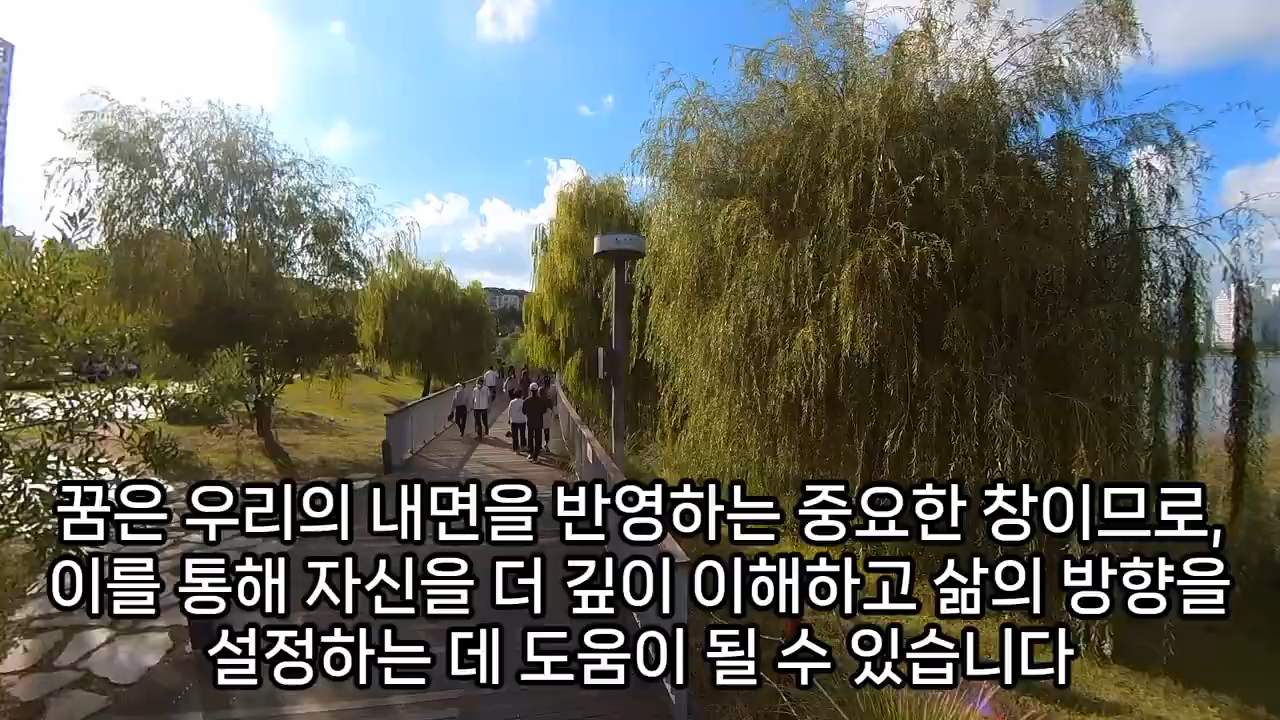 꿈은 우리의 내면을 반영하는 중요한 창이므로,
이를 통해 자신을 더 깊이 이해하고 삶의 방향을
설정하는 데 도움이 될 수 있습니다